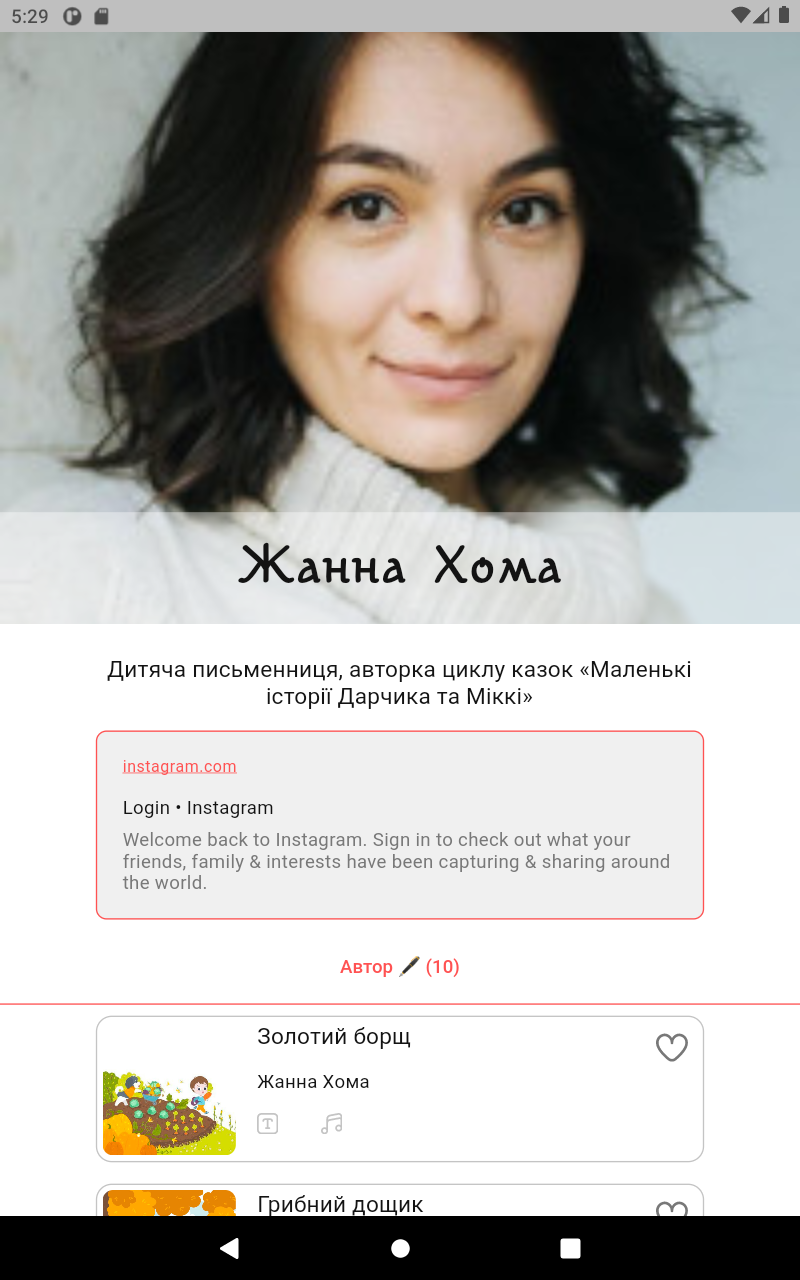 5:29
Жанна Хома
Дитяча письменниця, авторка циклу казок «Маленькі
історії Дарчика та Міккі»
instagram.com
Login • Instagram
Welcome back to Instagram. Sign in to check out what your
friends, family & interests have been capturing & sharing around
the world.
Автор 🖋️ (10)
Золотий борщ
Жанна Хома
Грибний дощик